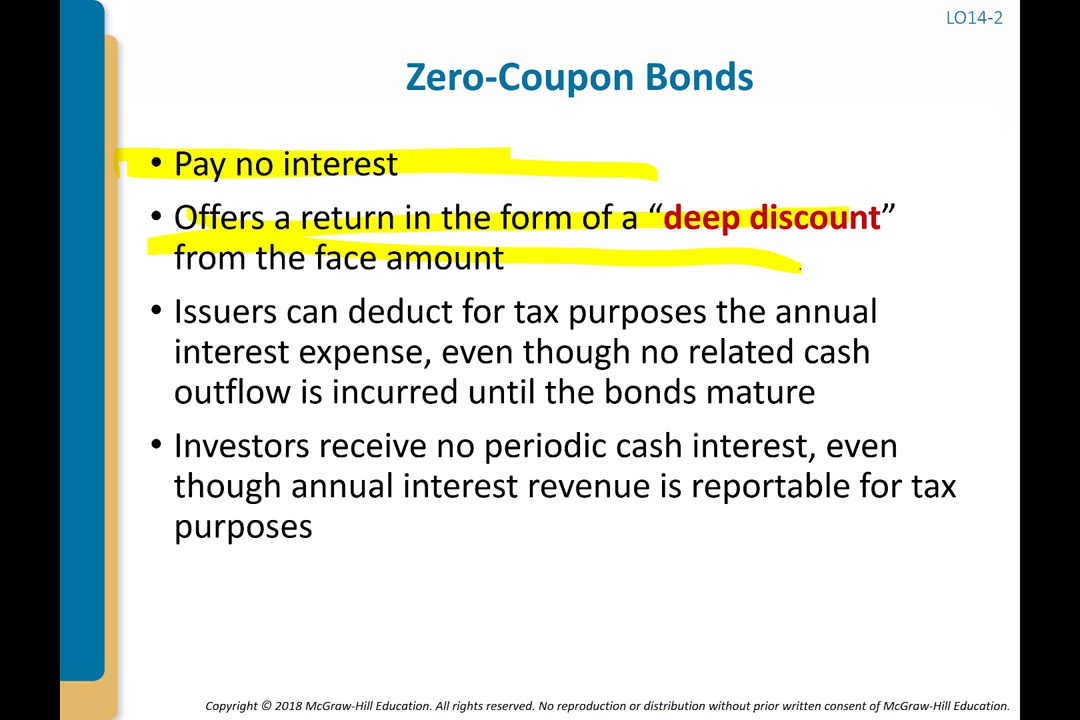 LO14-2
Zero-Coupon Bonds
• Pay no interest
• Offers a return in the form of a “deep discount”
from the face amount
• Issuers can deduct for tax purposes the annual
interest expense, even though no related cash
outflow is incurred until the bonds mature
• Investors receive no periodic cash interest, even
though annual interest revenue is reportable for tax
purposes
Copyright © 2018 McGraw-Hill Education. All rights reserved. No reproduction or distribution without prior written consent of McGraw-Hill Education.